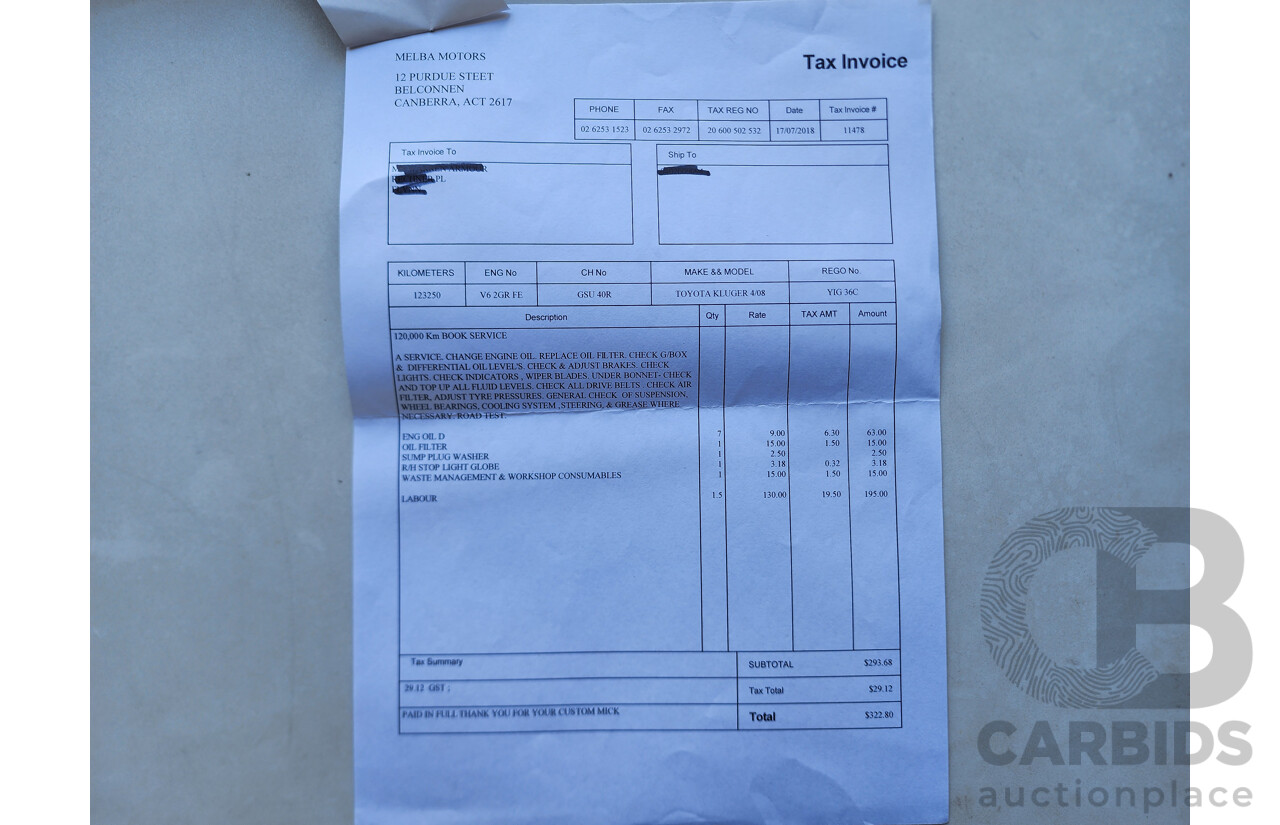 MELBA MOTORS
12 PURDUE STEET
BELCONNEN
CANBERRA, ACT 2617
Tax Invoice
PHONE FAX TAX REG NO Date Tax Invoice #
02 6253 1523 02 6253 2972 20 600 502 532 17/07/2018 11478
Tax Invoice To
Ship To
PL
KILOMETERS ENG No CH No MAKE && MODEL REGO No.
123250 V6 2GR FE GSU 40R TOYOTA KLUGER 4/08 YIG 36C
Description Qty Rate TAX AMT Amount
120,000 Km BOOK SERVICE
A SERVICE. CHANGE ENGINE OIL. REPLACE OIL FILTER. CHECK G/BOX
& DIFFERENTIAL OIL LEVEL'S. CHECK & ADJUST BRAKES. CHECK
LIGHTS. CHECK INDICATORS , WIPER BLADES. UNDER BONNET- CHECK
AND TOP UP ALL FLUID LEVELS. CHECK ALL DRIVE BELTS . CHECK AIR
FILTER, ADJUST TYRE PRESSURES. GENERAL CHECK OF SUSPENSION,
WHEEL BEARINGS, COOLING SYSTEM ,STEERING, & GREASE WHERE
NECESSARY. ROAD TEST.
ENG OIL D 7 9.00 6.30 63.00
OIL FILTER 1 15.00 1.50 15.00
SUMP PLUG WASHER 1 2.50 2.50
R/H STOP LIGHT GLOBE 1 3.18 0.32 3.18
WASTE MANAGEMENT & WORKSHOP CONSUMABLES 1 15.00 1.50 15.00
LABOUR 1.5 130.00 19.50 195.00
Tax Summary
SUBTOTAL $293.68
29.12 GST ;
Tax Total $29.12
PAID IN FULL THANK YOU FOR YOUR CUSTOM MICK
Total $322.80
CB
CARBIDS
auctionplace